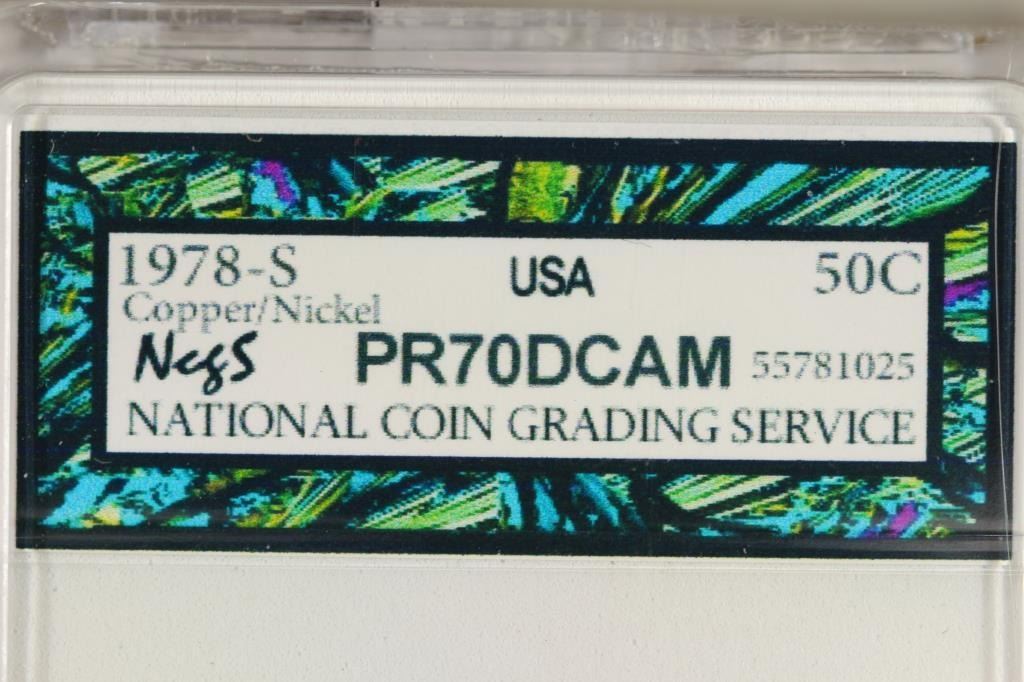 1978-S USA 50C
Copper/Nickel
NcgS PR70DCAM 55781025
NATIONAL COIN GRADING SERVICE